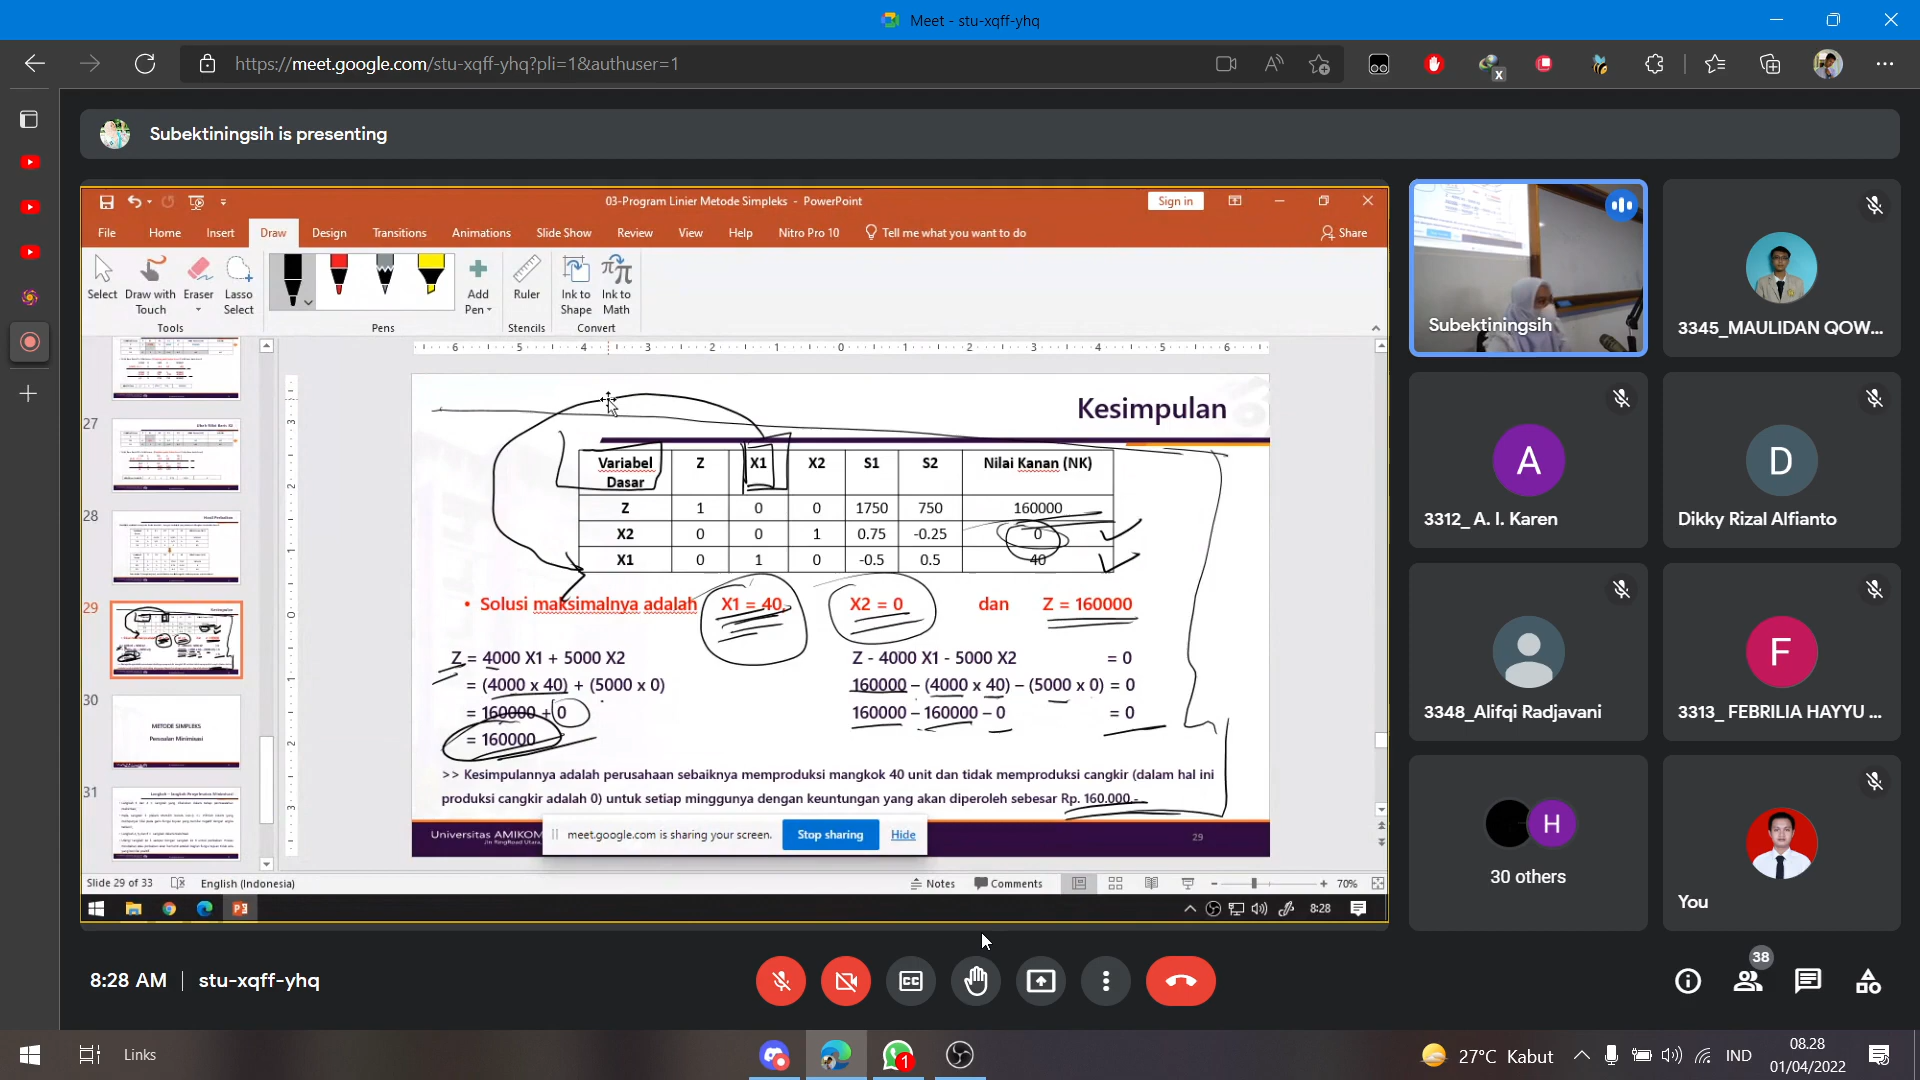 Meet - stu-xqff-yhq
https://meet.google.com/stu-xqff-yhq?pli=1&authuser=1
Subektiningsih is presenting
03-Program Linier Metode Simpleks - PowerPoint
Sign in
File Home Insert Draw Design Transitions Animations Slide Show Review View Help Nitro Pro 10 Tell me what you want to do Share
Select Draw with Touch Eraser Lasso Select Add Pen Ruler Ink to Shape Ink to Math
Tools Pens Stencils Convert
27
28
29
30
METODE SIMPLEKS
31
Kesimpulan
Variabel Dasar Z X1 X2 S1 S2 Nilai Kanan (NK)
Z 1 0 0 1750 750 160000
X2 0 0 1 0.75 -0.25 0
X1 0 1 0 -0.5 0.5 40
• Solusi maksimalnya adalah X1 = 40, X2 = 0 dan Z = 160000
Z = 4000 X1 + 5000 X2
= (4000 x 40) + (5000 x 0)
= 160000 + 0
= 160000
Z - 4000 X1 - 5000 X2 = 0
160000 – (4000 x 40) – (5000 x 0) = 0
160000 – 160000 – 0 = 0
>> Kesimpulannya adalah perusahaan sebaiknya memproduksi mangkok 40 unit dan tidak memproduksi cangkir (dalam hal ini
produksi cangkir adalah 0) untuk setiap minggunya dengan keuntungan yang akan diperoleh sebesar Rp. 160.000,-
Universitas AMIKOM
29
meet.google.com is sharing your screen. Stop sharing Hide
Slide 29 of 33 English (Indonesia) Notes Comments 70%
8:28
Subektiningsih
3345_MAULIDAN QOW...
A
3312_ A. I. Karen
D
Dikky Rizal Alfianto
3348_Alifqi Radjavani
F
3313_ FEBRILIA HAYYU ...
H
30 others
You
8:28 AM | stu-xqff-yhq
38
Links
1
27°C Kabut
IND
08.28
01/04/2022